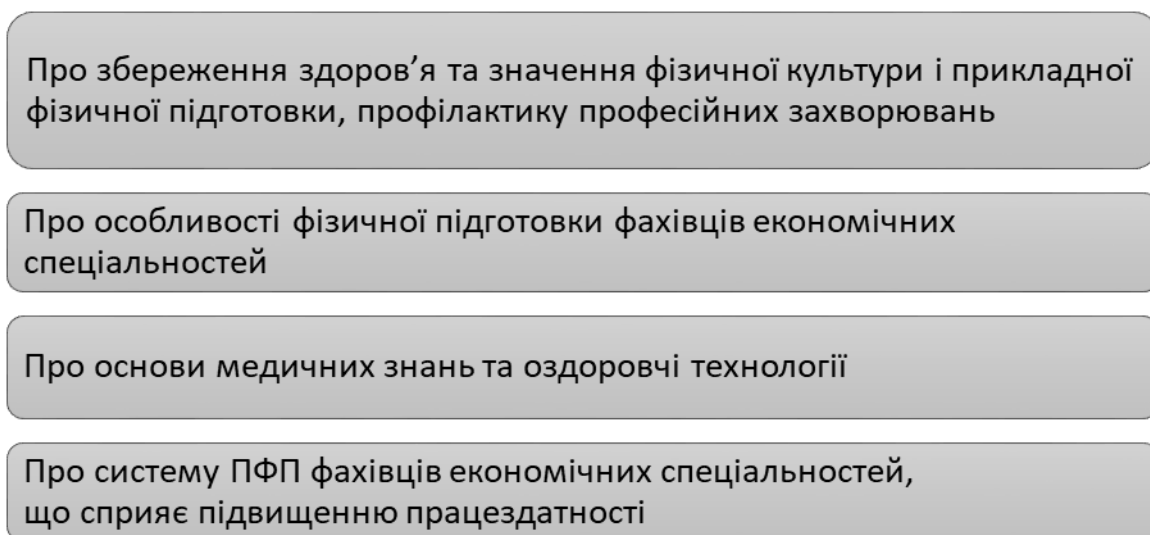 Про збереження здоров’я та значення фізичної культури і прикладної
фізичної підготовки, профілактику професійних захворювань
Про особливості фізичної підготовки фахівців економічних
спеціальностей
Про основи медичних знань та оздоровчі технології
Про систему ПФП фахівців економічних спеціальностей,
що сприяє підвищенню працездатності